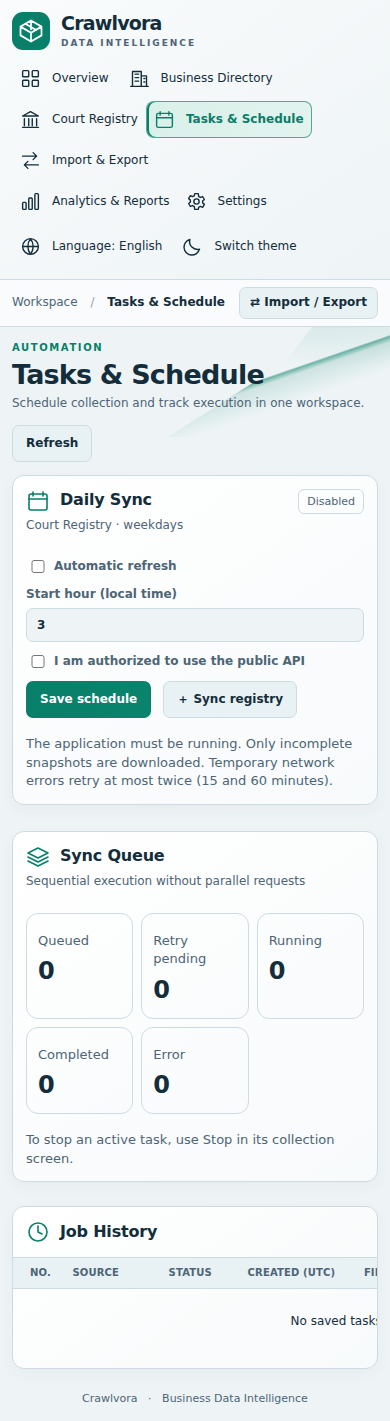 Crawlvora
DATA INTELLIGENCE
Overview
Business Directory
Court Registry
Tasks & Schedule
Import & Export
Analytics & Reports
Settings
Language: English
Switch theme
Workspace / Tasks & Schedule
⇄ Import / Export
AUTOMATION
Tasks & Schedule
Schedule collection and track execution in one workspace.
Refresh
Daily Sync
Disabled
Court Registry · weekdays
Automatic refresh
Start hour (local time)
3
I am authorized to use the public API
Save schedule
+ Sync registry
The application must be running. Only incomplete
snapshots are downloaded. Temporary network
errors retry at most twice (15 and 60 minutes).
Sync Queue
Sequential execution without parallel requests
Queued
0
Retry
pending
0
Running
0
Completed
0
Error
0
To stop an active task, use Stop in its collection
screen.
Job History
NO. SOURCE STATUS CREATED (UTC)
No saved tasks
Crawlvora · Business Data Intelligence